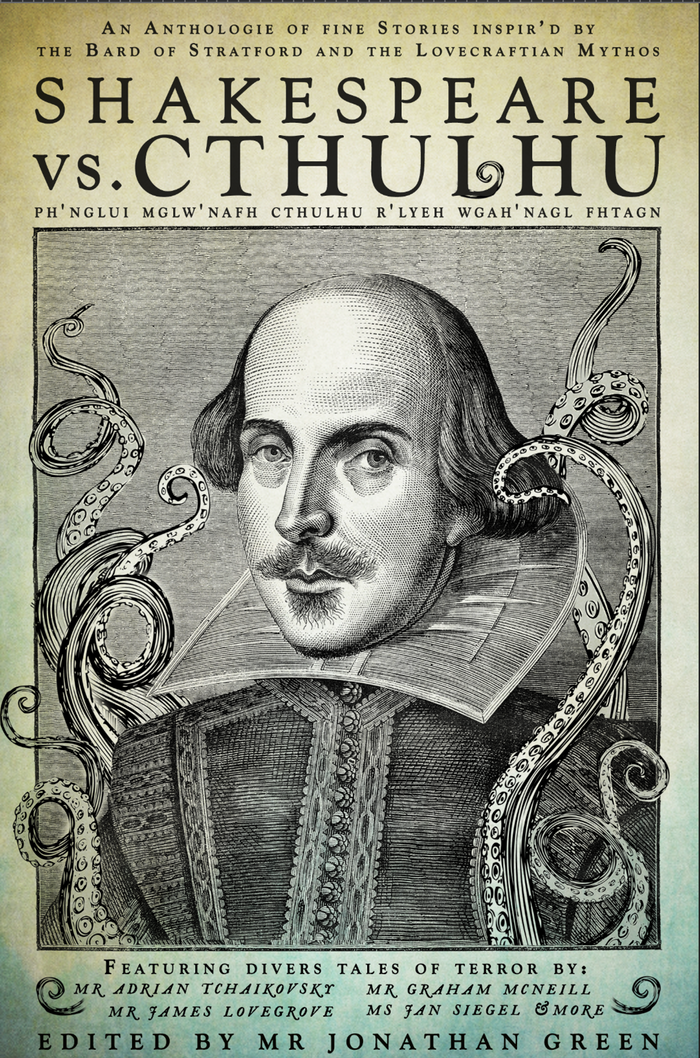 An Anthologie of fine Stories inspir'd by
the Bard of Stratford and the Lovecraftian Mythos
SHAKESPEARE
vs. CTHULHU
PH'NGLUI MGLW'NAFH CTHULHU R'LYEH WGAH'NAGL FHTAGN
Featuring divers tales of terror by:
MR ADRIAN TCHAIKOVSKY MR GRAHAM MCNEILL
MR JAMES LOVEGROVE MS JAN SIEGEL & MORE
EDITED BY MR JONATHAN GREEN